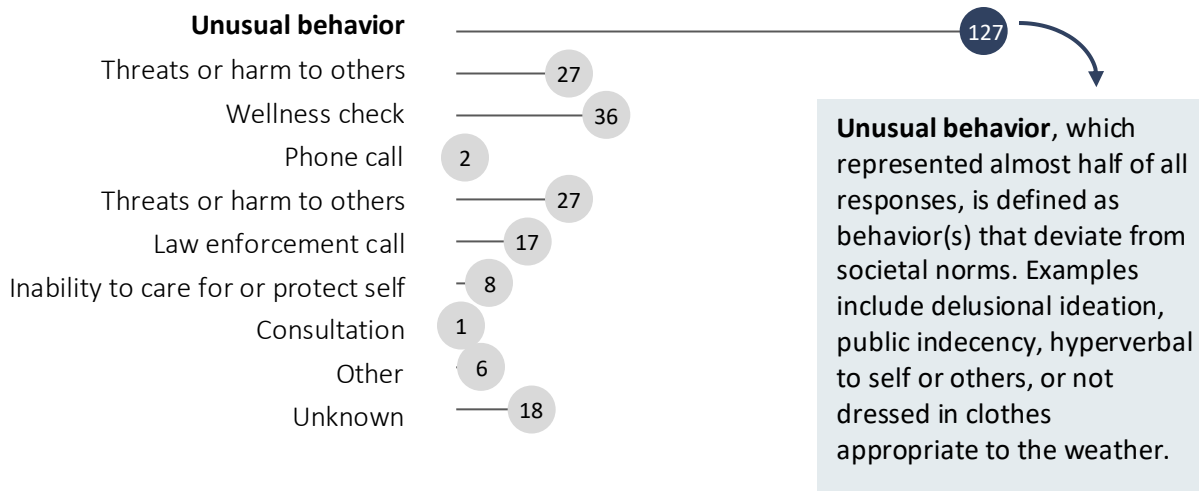 Unusual behavior 127
Threats or harm to others 27
Wellness check 36
Phone call 2
Threats or harm to others 27
Law enforcement call 17
Inability to care for or protect self 8
Consultation 1
Other 6
Unknown 18
Unusual behavior, which
represented almost half of all
responses, is defined as
behavior(s) that deviate from
societal norms. Examples
include delusional ideation,
public indecency, hyperverbal
to self or others, or not
dressed in clothes
appropriate to the weather.